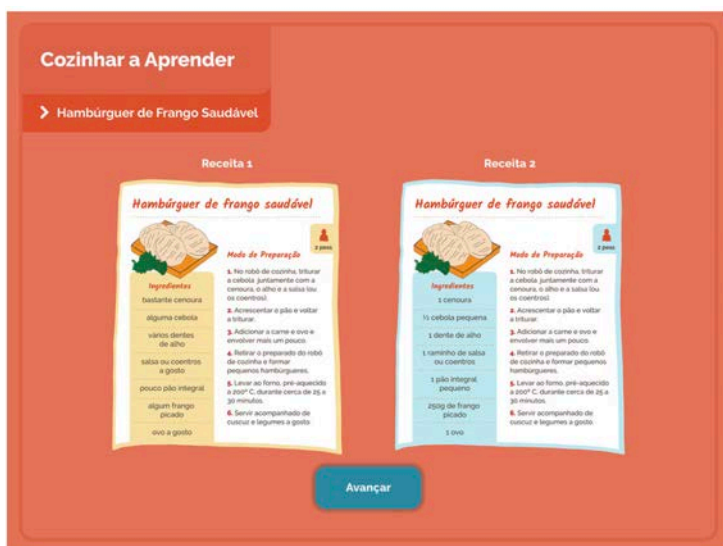 Cozinhar a Aprender
Hambúrguer de Frango Saudável
Receita 1
Hambúrguer de frango saudável
2 pess
Ingredientes
bastante cenoura
alguma cebola
vários dentes
de alho
salsa ou coentros
a gosto
pouco pão integral
algum frango
picado
ovo a gosto
Modo de Preparação
1. No robô de cozinha, triturar
a cebola juntamente com a
cenoura, o alho e a salsa (ou
os coentros).
2. Acrescentar o pão e voltar
a triturar.
3. Adicionar a carne e ovo e
envolver mais um pouco.
4. Retirar o preparado do robô
de cozinha e formar
pequenos hambúrgueres.
5. Levar ao forno, pré-aquecido
a 200º C, durante cerca de 25 a
30 minutos.
6. Servir acompanhado de
cuscuz e legumes a gosto
Receita 2
Hambúrguer de frango saudável
2 pess
Ingredientes
1 cenoura
½ cebola pequena
1 dente de alho
1 raminho de salsa
ou coentros
1 pão integral
pequeno
250g de frango
picado
1 ovo
Modo de Preparação
1. No robô de cozinha, triturar
a cebola juntamente com a
cenoura, o alho e a salsa (ou
os coentros).
2. Acrescentar o pão e voltar
a triturar.
3. Adicionar a carne e ovo e
envolver mais um pouco.
4. Retirar o preparado do robô
de cozinha e formar
pequenos hambúrgueres.
5. Levar ao forno, pré-aquecido
a 200º C, durante cerca de 25 a
30 minutos.
6. Servir acompanhado de
cuscuz e legumes a gosto
Avançar